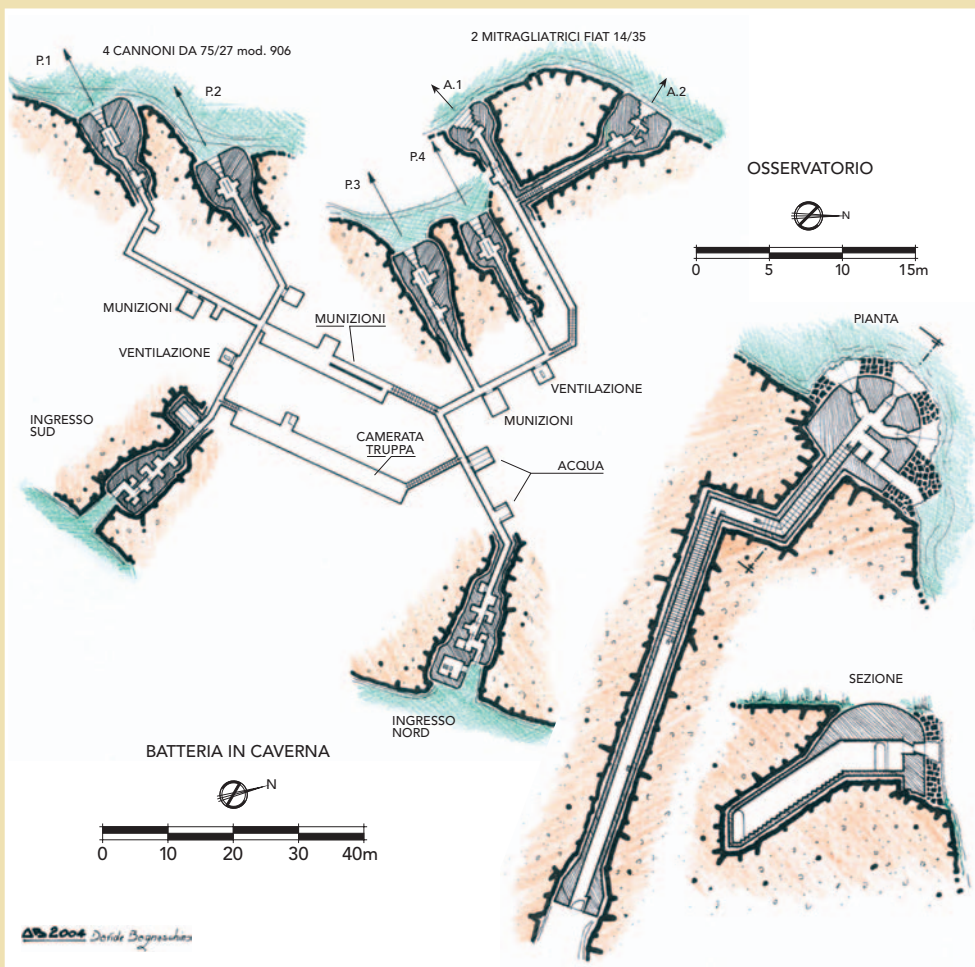 4 CANNONI DA 75/27 mod. 906
2 MITRAGLIATRICI FIAT 14/35
P.1
P.2
A.1
A.2
P.3
P.4
OSSERVATORIO
N
0 5 10 15m
MUNIZIONI
MUNIZIONI
VENTILAZIONE
VENTILAZIONE
MUNIZIONI
PIANTA
INGRESSO
SUD
CAMERATA
TRUPPA
ACQUA
SEZIONE
INGRESSO
NORD
BATTERIA IN CAVERNA
N
0 10 20 30 40m
2004 Davide